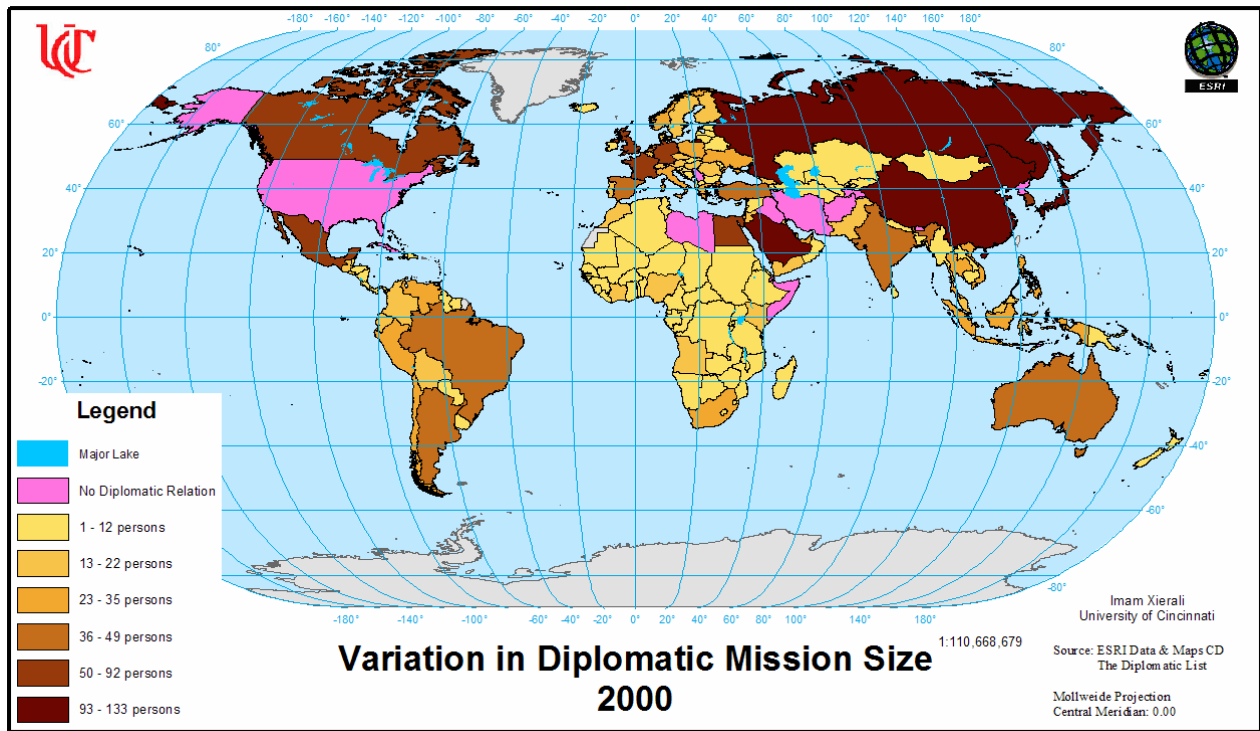 -180° -160° -140° -120° -100° -80° -60° -40° -20° 0° 20° 40° 60° 80° 100° 120° 140° 160° 180°
UC
ESRI
80° 80°
60° 60°
40° 40°
20° 20°
0° 0°
-20° -20°
-40°
-60°
-80°
-180° -160° -140° -120° -100° -80° -60° -40° -20° 0° 20° 40° 60° 80° 100° 120° 140° 180°
Legend
Major Lake
No Diplomatic Relation
1 - 12 persons
13 - 22 persons
23 - 35 persons
36 - 49 persons
50 - 92 persons
93 - 133 persons
Variation in Diplomatic Mission Size
2000
1:110,668,679
Imam Xierali
University of Cincinnati
Source: ESRI Data & Maps CD
The Diplomatic List
Mollweide Projection
Central Meridian: 0.00